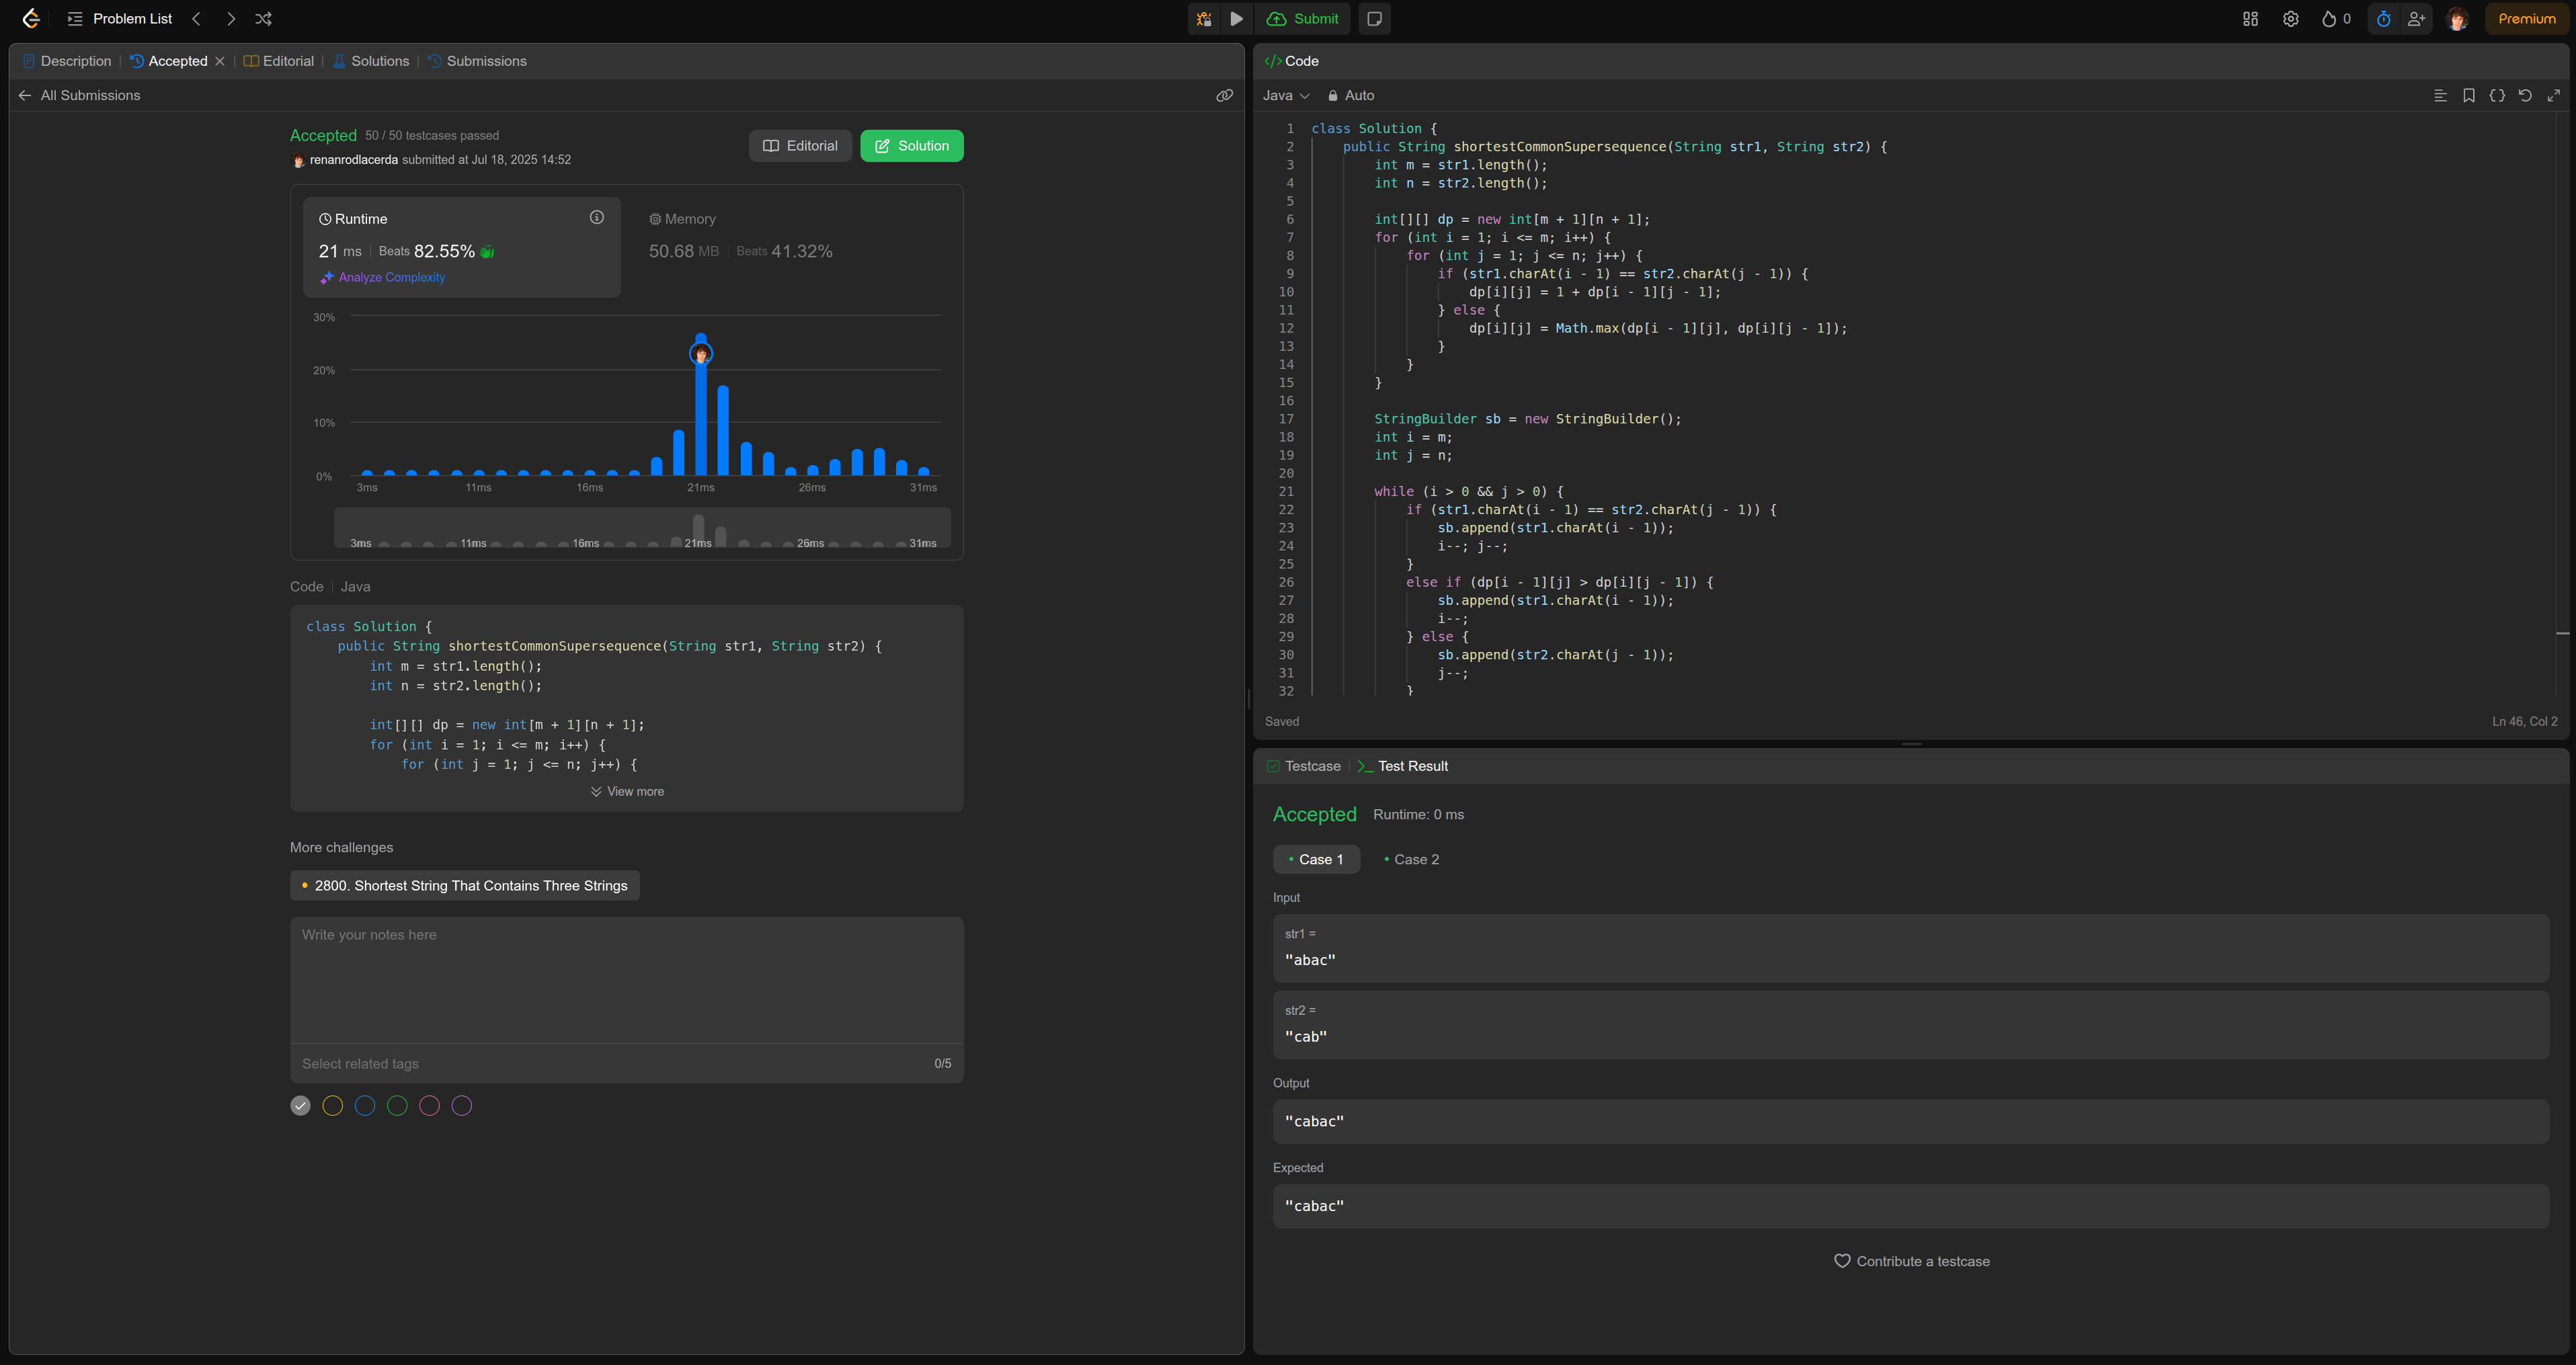 Problem List
Submit
0
Premium
Description
Accepted
Editorial
Solutions
Submissions
All Submissions
Accepted 50 / 50 testcases passed
renanrodlacerda submitted at Jul 18, 2025 14:52
Editorial
Solution
Runtime
21 ms | Beats 82.55%
Analyze Complexity
Memory
50.68 MB | Beats 41.32%
30%
20%
10%
0%
3ms 11ms 16ms 21ms 26ms 31ms
3ms 11ms 16ms 21ms 26ms 31ms
Code | Java
class Solution {
    public String shortestCommonSupersequence(String str1, String str2) {
        int m = str1.length();
        int n = str2.length();
        int[][] dp = new int[m + 1][n + 1];
        for (int i = 1; i <= m; i++) {
            for (int j = 1; j <= n; j++) {
View more
More challenges
2800. Shortest String That Contains Three Strings
Write your notes here
Select related tags
0/5
</> Code
Java
Auto
1 class Solution {
2     public String shortestCommonSupersequence(String str1, String str2) {
3         int m = str1.length();
4         int n = str2.length();
5
6         int[][] dp = new int[m + 1][n + 1];
7         for (int i = 1; i <= m; i++) {
8             for (int j = 1; j <= n; j++) {
9                 if (str1.charAt(i - 1) == str2.charAt(j - 1)) {
10                     dp[i][j] = 1 + dp[i - 1][j - 1];
11                 } else {
12                     dp[i][j] = Math.max(dp[i - 1][j], dp[i][j - 1]);
13                 }
14             }
15         }
16
17         StringBuilder sb = new StringBuilder();
18         int i = m;
19         int j = n;
20
21         while (i > 0 && j > 0) {
22             if (str1.charAt(i - 1) == str2.charAt(j - 1)) {
23                 sb.append(str1.charAt(i - 1));
24                 i--; j--;
25             }
26             else if (dp[i - 1][j] > dp[i][j - 1]) {
27                 sb.append(str1.charAt(i - 1));
28                 i--;
29             } else {
30                 sb.append(str2.charAt(j - 1));
31                 j--;
32             }
Saved
Ln 46, Col 2
Testcase
Test Result
Accepted Runtime: 0 ms
Case 1
Case 2
Input
str1 =
"abac"
str2 =
"cab"
Output
"cabac"
Expected
"cabac"
Contribute a testcase